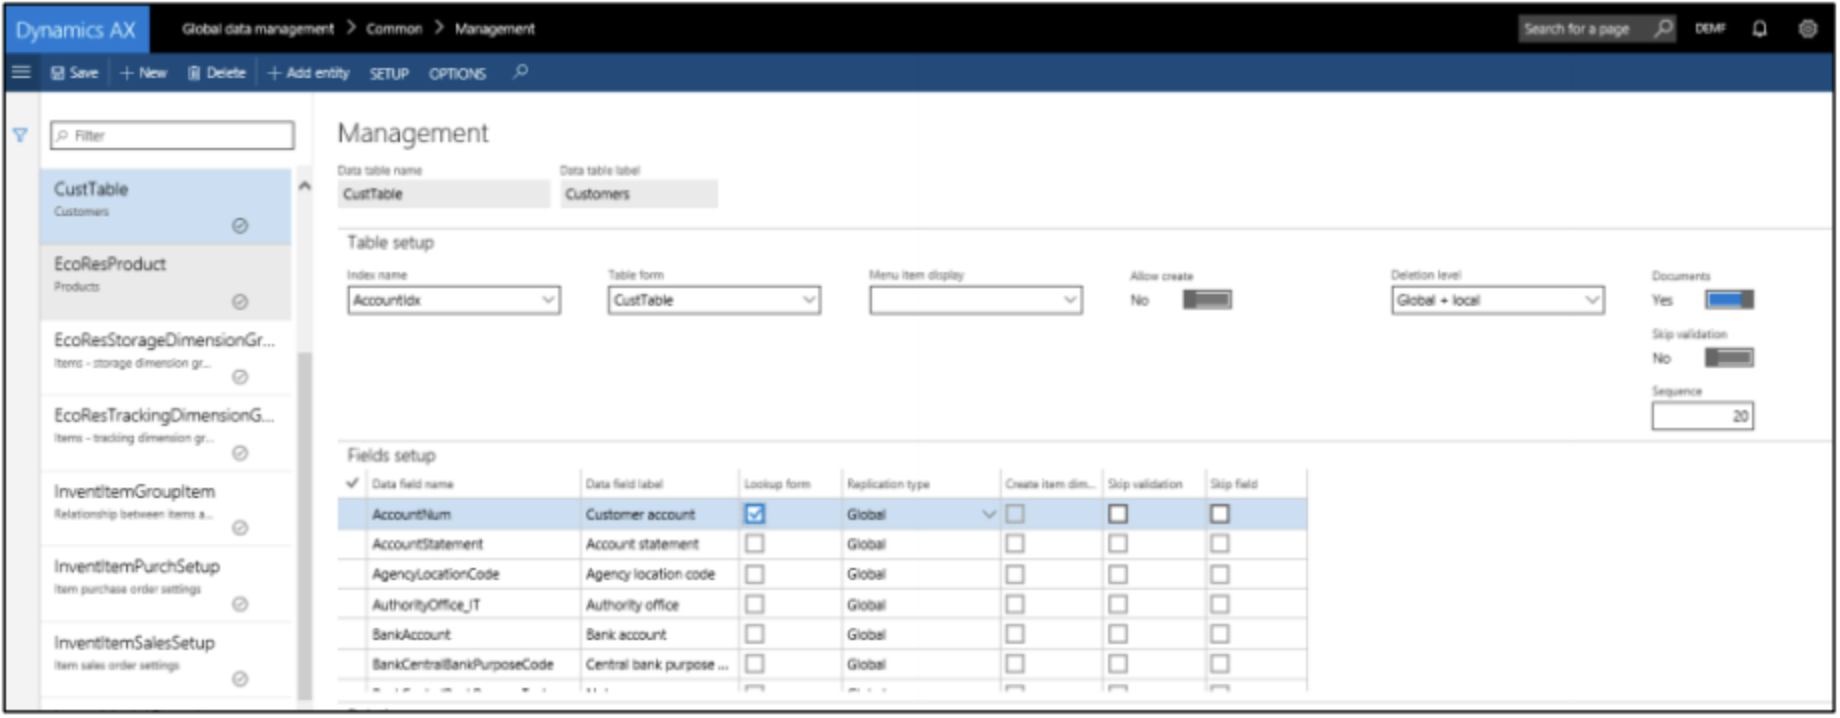 Dynamics AX Global data management > Common > Management Search for a page DEMF
Save + New Delete + Add entity SETUP OPTIONS
Filter
CustTable
Customers
EcoResProduct
Products
EcoResStorageDimensionGr...
Items - storage dimension gr...
EcoResTrackingDimensionG...
Items - tracking dimension gr...
InventItemGroupItem
Relationship between items a...
InventItemPurchSetup
Item purchase order settings
InventItemSalesSetup
Item sales order settings
Management
Data table name Data table label
CustTable Customers
Table setup
Index name Table form Menu item display Allow create Deletion level Documents
AccountIdx CustTable No Global + local Yes
Skip validation
No
Sequence
20
Fields setup
Data field name Data field label Lookup form Replication type Create item dim... Skip validation Skip field
AccountNum Customer account Global
AccountStatement Account statement Global
AgencyLocationCode Agency location code Global
AuthorityOffice_IT Authority office Global
BankAccount Bank account Global
BankCentralBankPurposeCode Central bank purpose ... Global